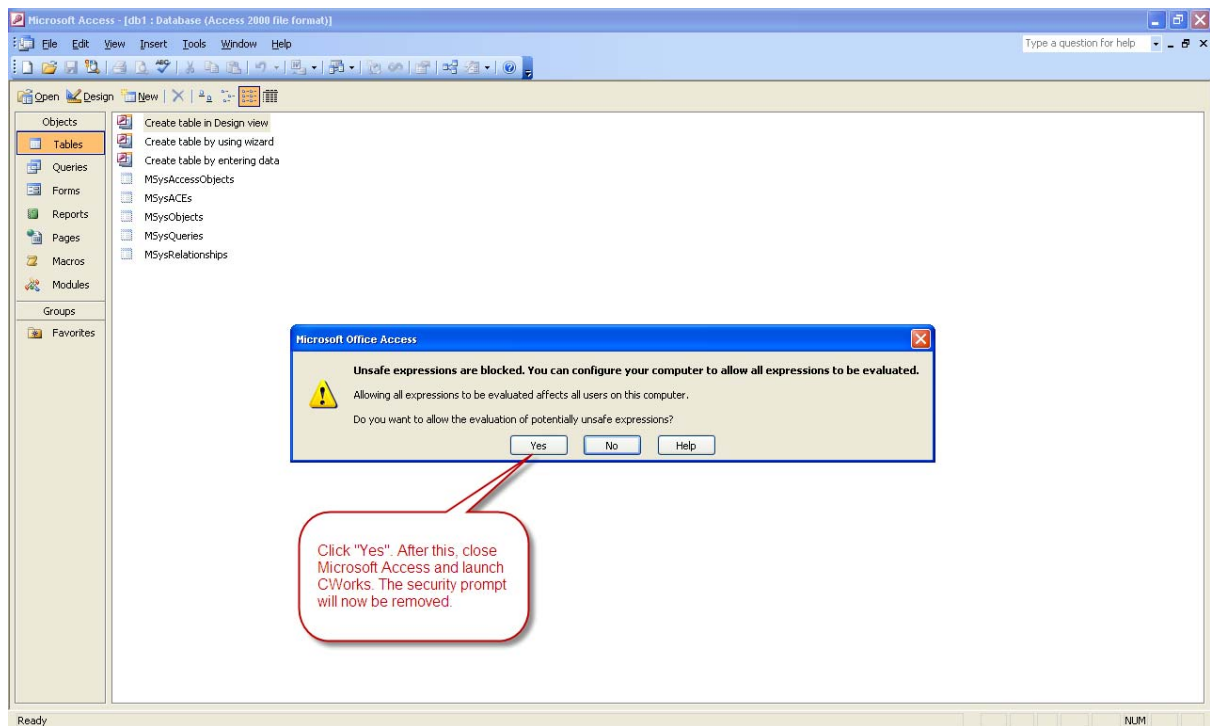 Microsoft Access - [db1 : Database (Access 2000 file format)]
File Edit View Insert Tools Window Help
Type a question for help
Open Design New
Objects
Tables
Queries
Forms
Reports
Pages
Macros
Modules
Groups
Favorites
Create table in Design view
Create table by using wizard
Create table by entering data
MSysAccessObjects
MSysACEs
MSysObjects
MSysQueries
MSysRelationships
Microsoft Office Access
Unsafe expressions are blocked. You can configure your computer to allow all expressions to be evaluated.
Allowing all expressions to be evaluated affects all users on this computer.
Do you want to allow the evaluation of potentially unsafe expressions?
Yes No Help
Click "Yes". After this, close
Microsoft Access and launch
CWorks. The security prompt
will now be removed.
Ready
NUM